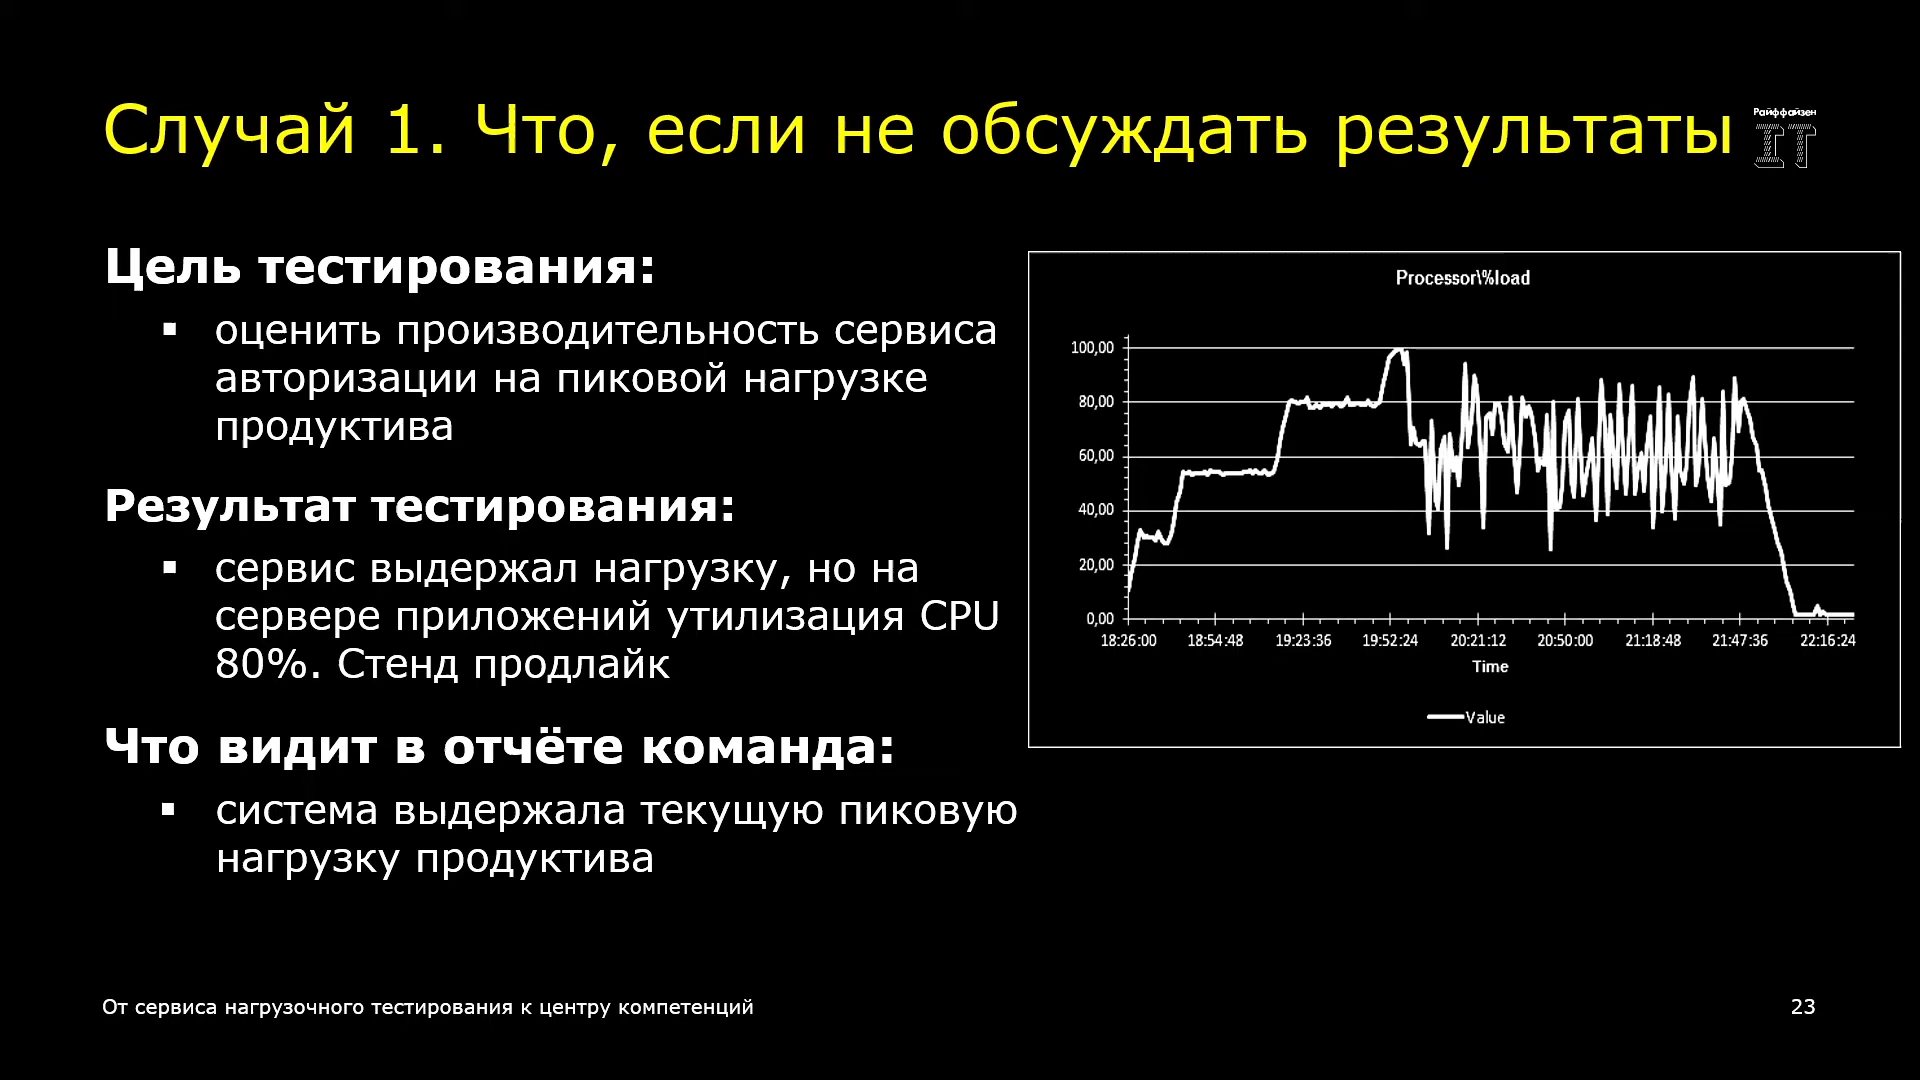 Случай 1. Что, если не обсуждать результаты
Райффайзен
IT
Цель тестирования:
▪ оценить производительность сервиса
авторизации на пиковой нагрузке
продуктива
Результат тестирования:
▪ сервис выдержал нагрузку, но на
сервере приложений утилизация CPU
80%. Стенд продлайк
Что видит в отчёте команда:
▪ система выдержала текущую пиковую
нагрузку продуктива
Processor\%load
100,00
80,00
60,00
40,00
20,00
0,00
18:26:00 18:54:48 19:23:36 19:52:24 20:21:12 20:50:00 21:18:48 21:47:36 22:16:24
Time
Value
От сервиса нагрузочного тестирования к центру компетенций
23